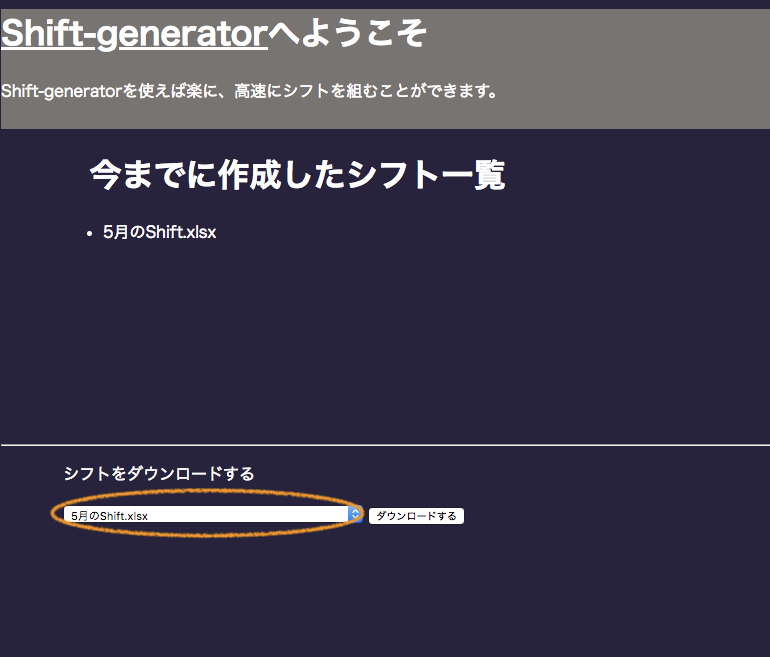 Shift-generatorへようこそ
Shift-generatorを使えば楽に、高速にシフトを組むことができます。
今までに作成したシフト一覧
• 5月のShift.xlsx
シフトをダウンロードする
5月のShift.xlsx ダウンロードする